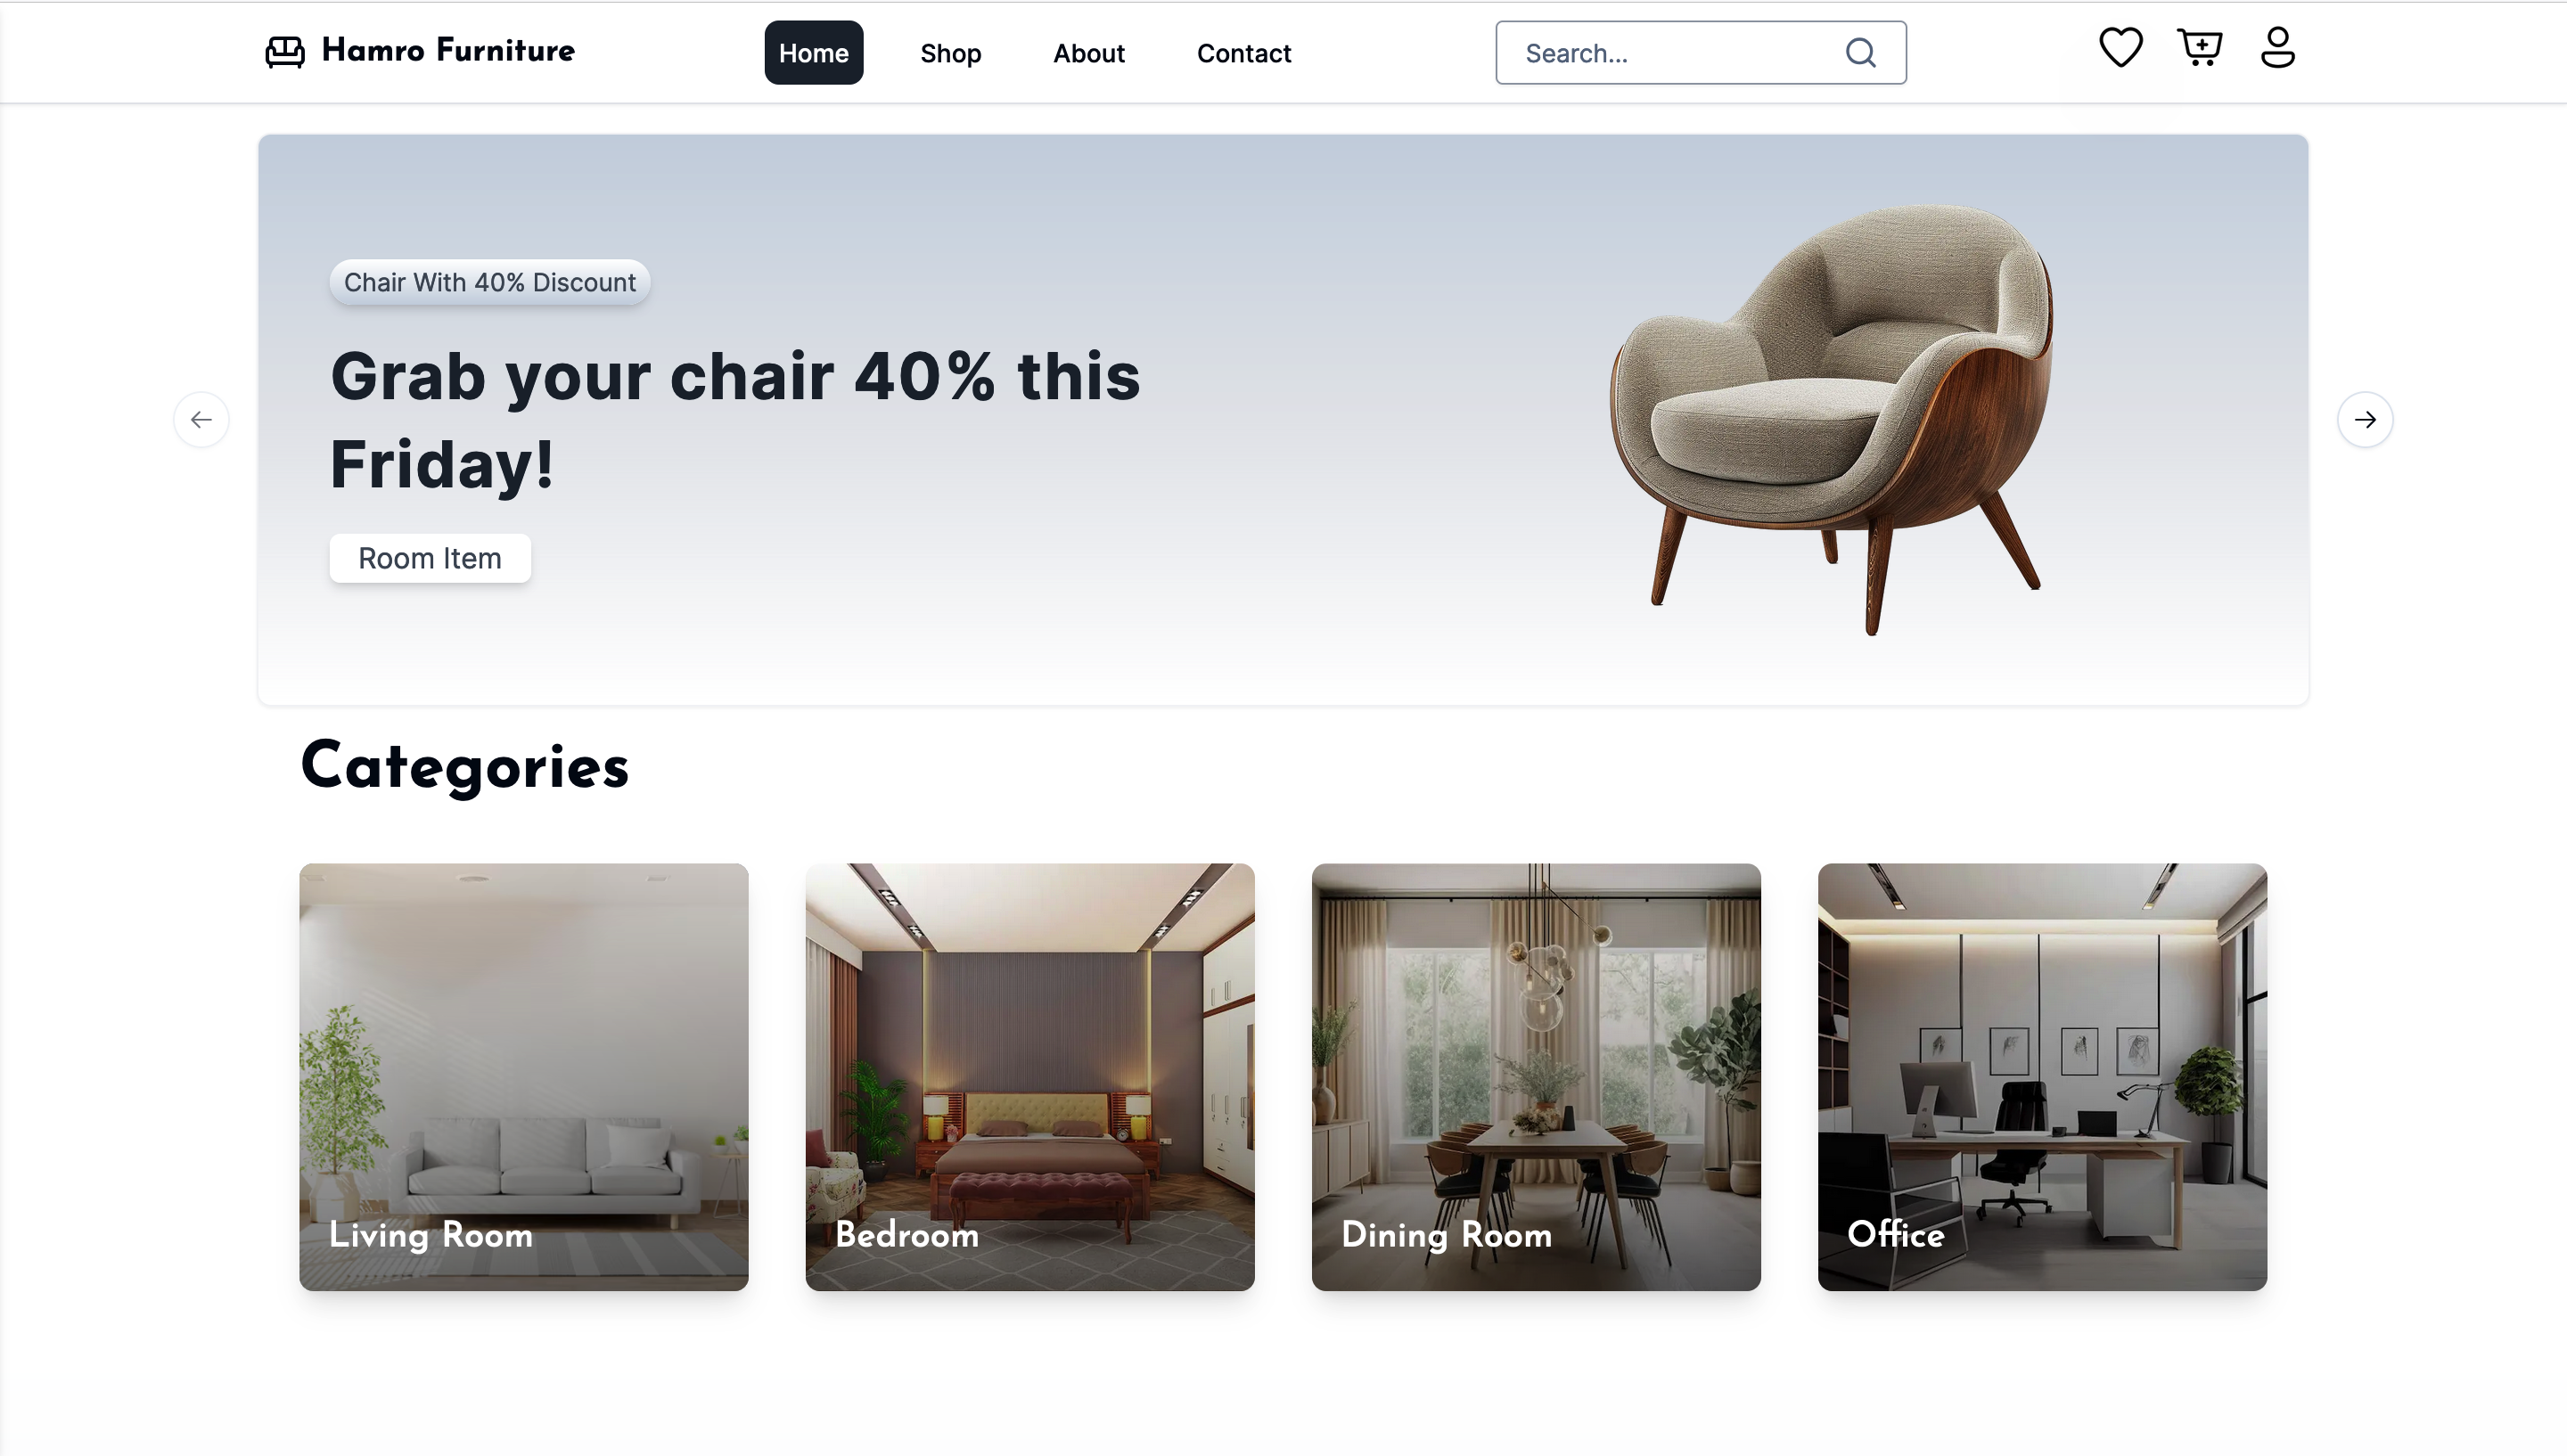 Hamro Furniture
Home
Shop
About
Contact
Search...
Chair With 40% Discount
Grab your chair 40% this
Friday!
Room Item
Categories
Living Room
Bedroom
Dining Room
Office